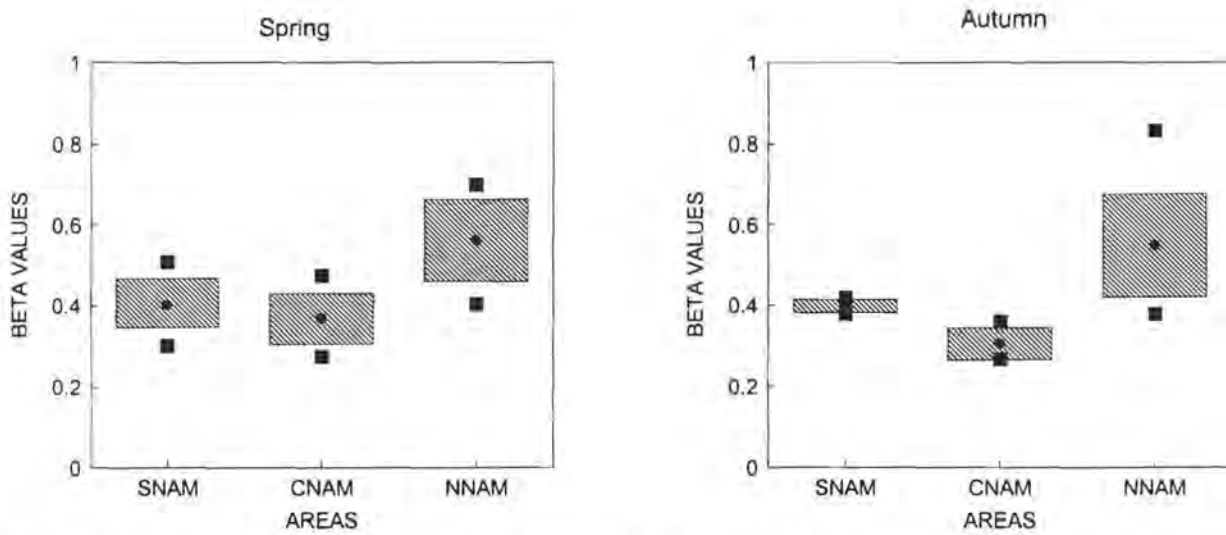 Spring
1
0.8
0.6
0.4
0.2
0
BETA VALUES
SNAM CNAM NNAM
AREAS
Autumn
1
0.8
0.6
0.4
0.2
0
BETA VALUES
SNAM CNAM NNAM
AREAS